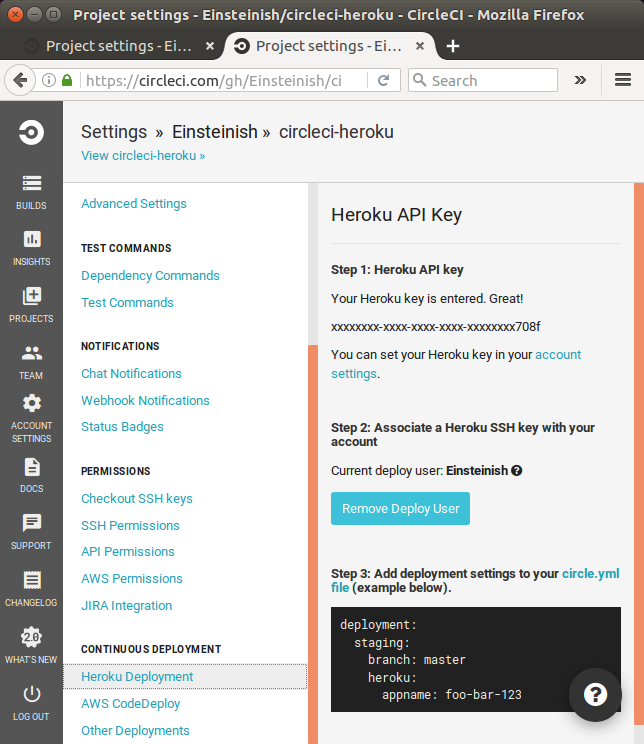 Project settings - Einsteinish/circleci-heroku - CircleCI - Mozilla Firefox
Project settings - Ei…
Project settings - Ei…
https://circleci.com/gh/Einsteinish/ci
Search
Settings » Einsteinish » circleci-heroku
View circleci-heroku »
BUILDS
INSIGHTS
PROJECTS
TEAM
ACCOUNT
SETTINGS
DOCS
SUPPORT
CHANGELOG
2.0
WHAT'S NEW
LOG OUT
Advanced Settings
TEST COMMANDS
Dependency Commands
Test Commands
NOTIFICATIONS
Chat Notifications
Webhook Notifications
Status Badges
PERMISSIONS
Checkout SSH keys
SSH Permissions
API Permissions
AWS Permissions
JIRA Integration
CONTINUOUS DEPLOYMENT
Heroku Deployment
AWS CodeDeploy
Other Deployments
Heroku API Key
Step 1: Heroku API key
Your Heroku key is entered. Great!
xxxxxxxx-xxxx-xxxx-xxxx-xxxxxxxx708f
You can set your Heroku key in your account
settings.
Step 2: Associate a Heroku SSH key with your
account
Current deploy user: Einsteinish
Remove Deploy User
Step 3: Add deployment settings to your circle.yml
file (example below).
deployment:
staging:
branch: master
heroku:
appname: foo-bar-123